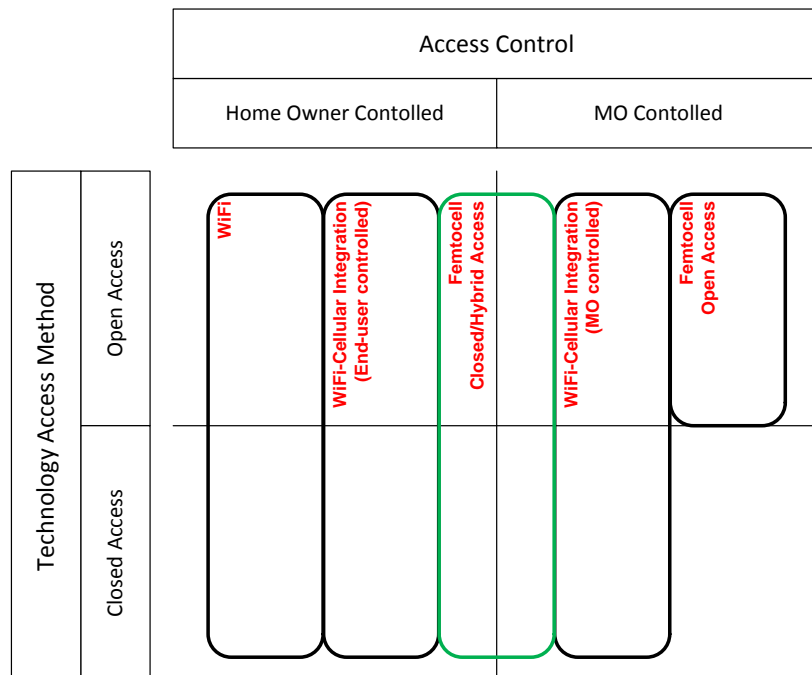 Access Control
Home Owner Contolled
MO Contolled
Technology Access Method
Open Access
Closed Access
WiFi
WiFi-Cellular Integration
(End-user controlled)
Femtocell
Closed/Hybrid Access
WiFi-Cellular Integration
(MO controlled)
Femtocell
Open Access